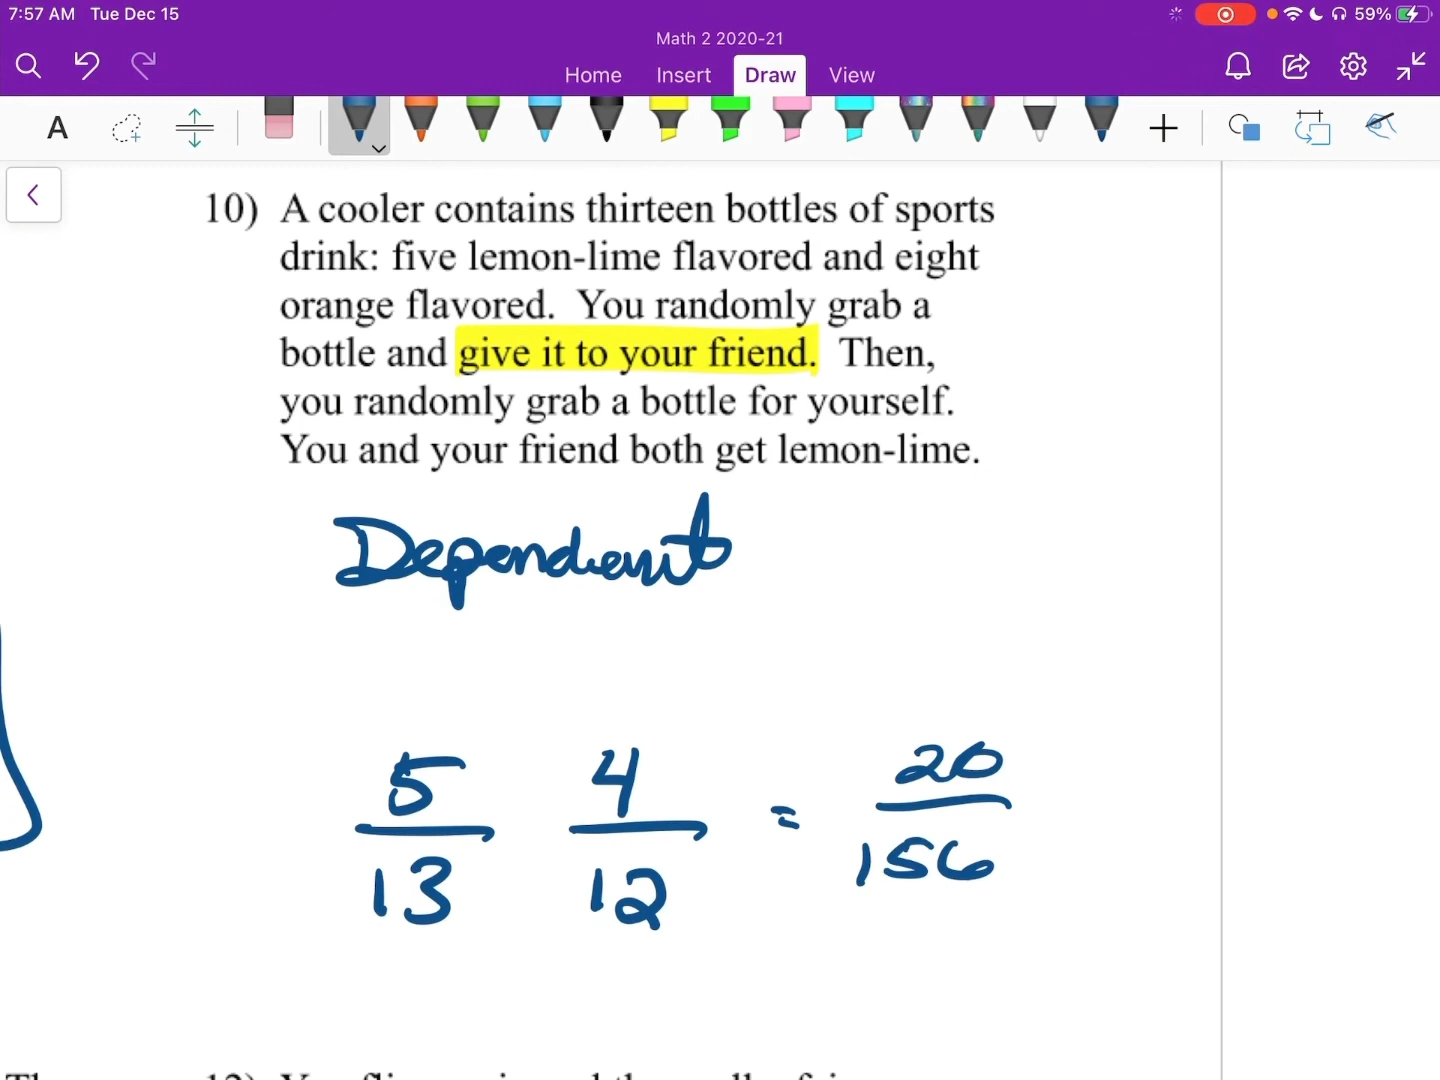 7:57 AM Tue Dec 15
59%
Math 2 2020-21
Home Insert Draw View
A
10) A cooler contains thirteen bottles of sports
drink: five lemon-lime flavored and eight
orange flavored. You randomly grab a
bottle and give it to your friend. Then,
you randomly grab a bottle for yourself.
You and your friend both get lemon-lime.
Dependent
5 4 = 20
13 12 156